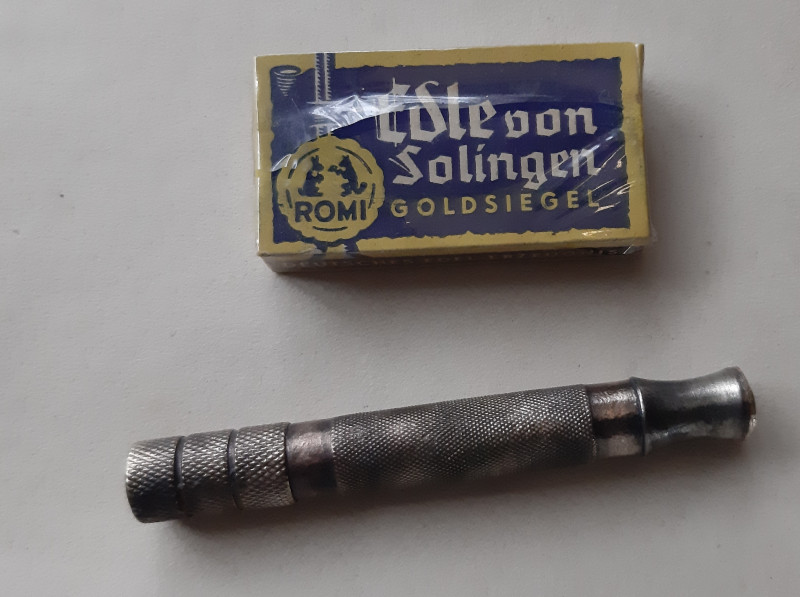 Edle von
Solingen
ROMI
GOLDSIEGEL